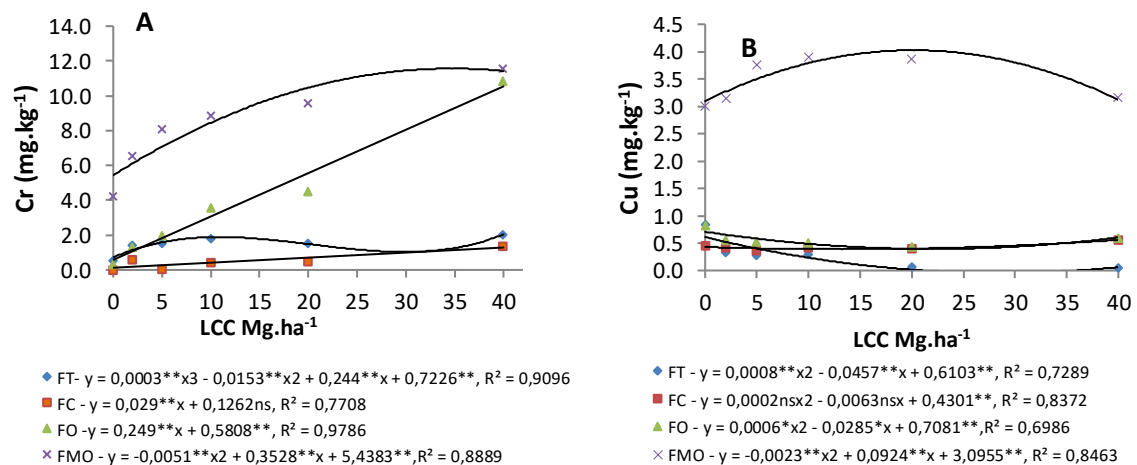 A
14.0
12.0
10.0
8.0
6.0
4.0
2.0
0.0
Cr (mg.kg⁻¹)
0 5 10 15 20 25 30 35 40
LCC Mg.ha⁻¹
FT- y = 0,0003**x3 - 0,0153**x2 + 0,244**x + 0,7226**, R² = 0,9096
FC - y = 0,029**x + 0,1262ns, R² = 0,7708
FO - y = 0,249**x + 0,5808**, R² = 0,9786
FMO - y = -0,0051**x2 + 0,3528**x + 5,4383**, R² = 0,8889
B
4.5
4.0
3.5
3.0
2.5
2.0
1.5
1.0
0.5
0.0
Cu (mg.kg⁻¹)
0 5 10 15 20 25 30 35 40
LCC Mg.ha⁻¹
FT - y = 0,0008**x2 - 0,0457**x + 0,6103**, R² = 0,7289
FC - y = 0,0002nsx2 - 0,0063nsx + 0,4301**, R² = 0,8372
FO - y = 0,0006*x2 - 0,0285*x + 0,7081**, R² = 0,6986
FMO - y = -0,0023**x2 + 0,0924**x + 3,0955**, R² = 0,8463